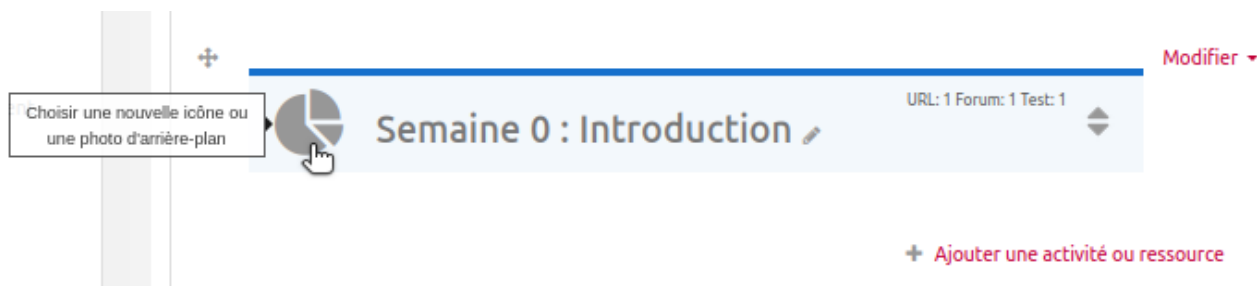 Modifier
URL: 1 Forum: 1 Test: 1
Choisir une nouvelle icône ou
une photo d'arrière-plan
Semaine 0 : Introduction
Ajouter une activité ou ressource